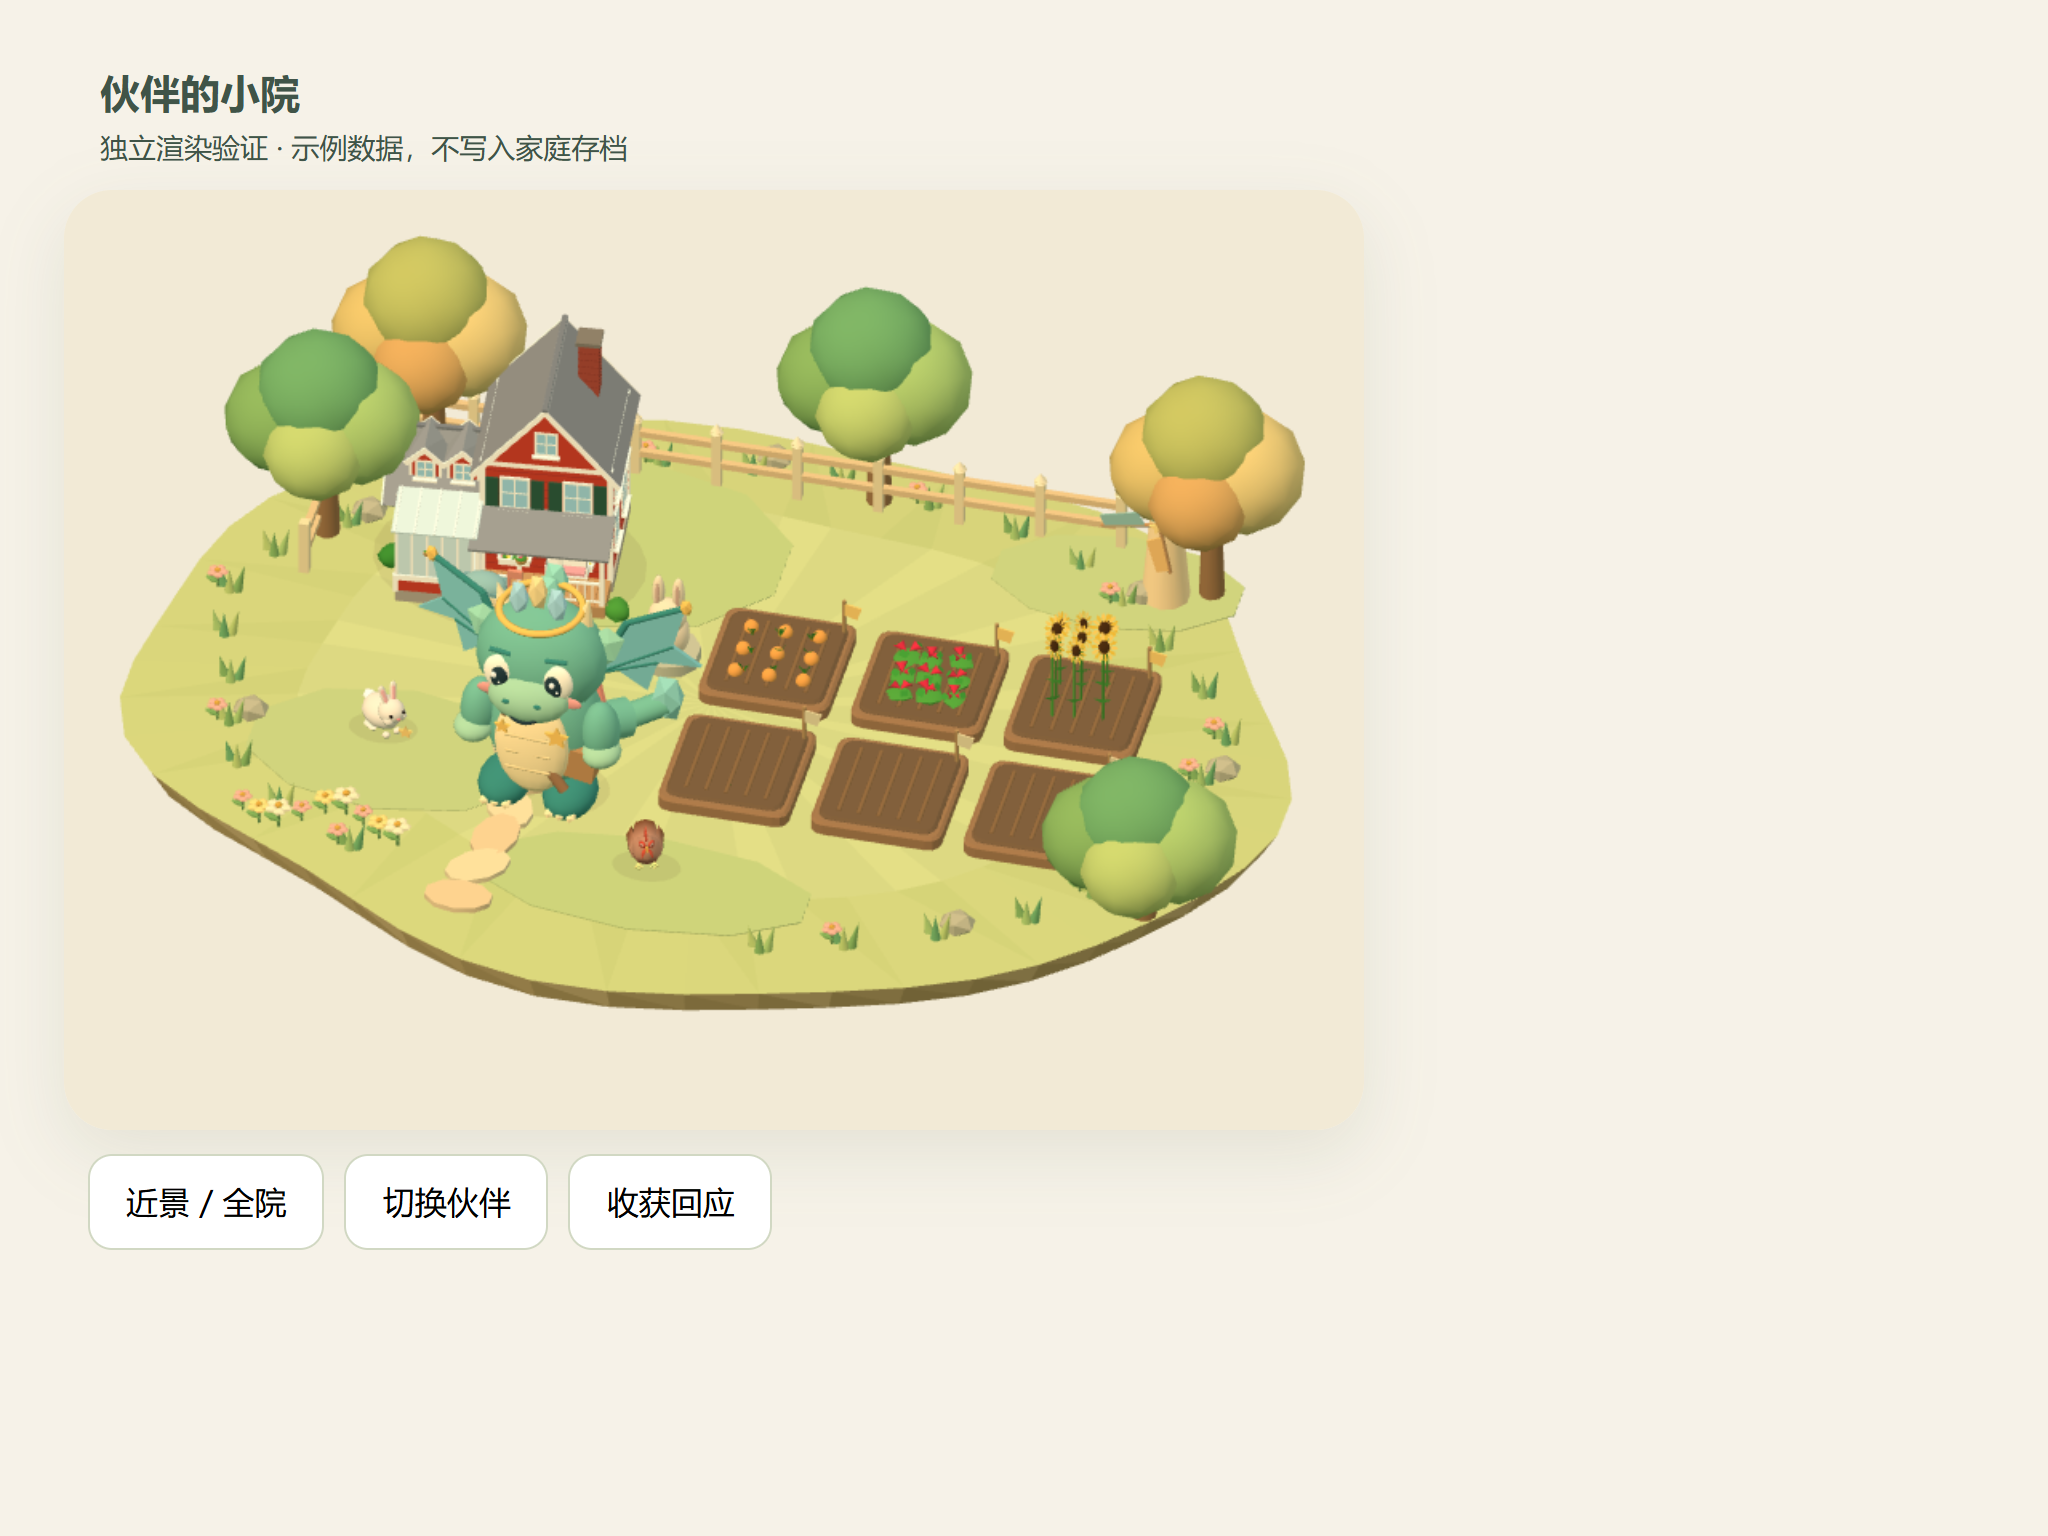 伙伴的小院
独立渲染验证 · 示例数据，不写入家庭存档
近景 / 全院
切换伙伴
收获回应